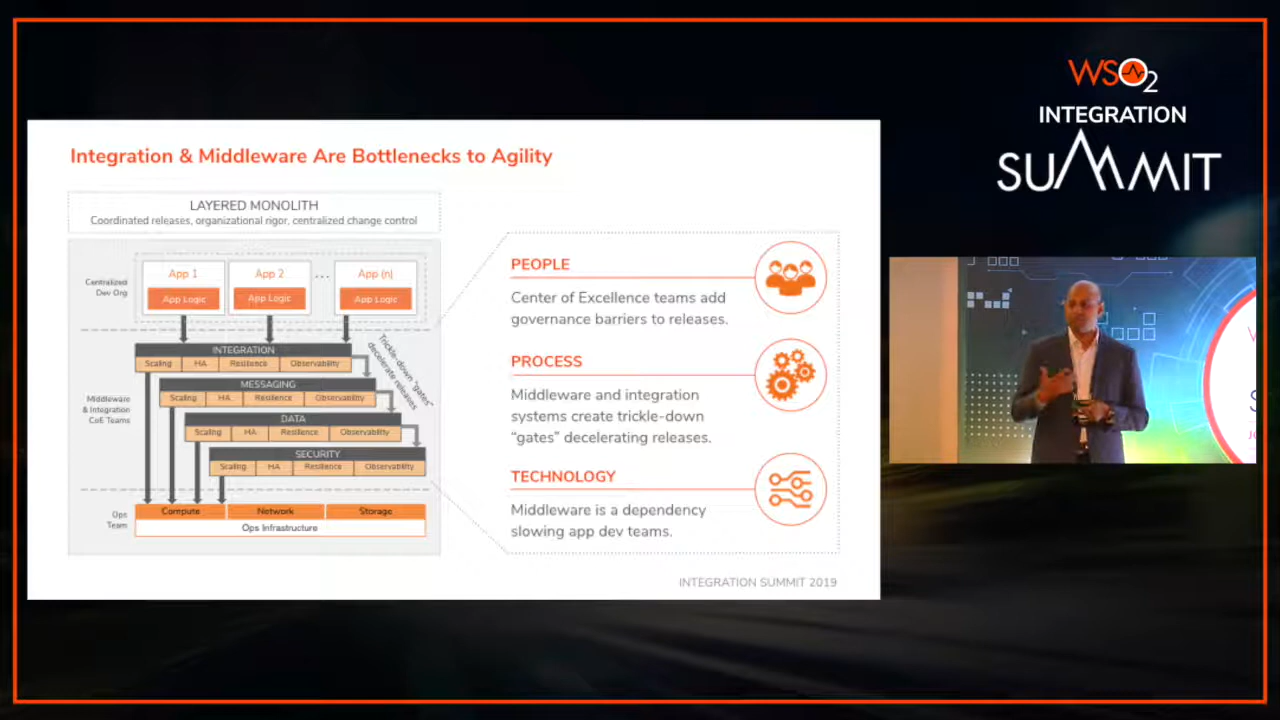 WSO2
INTEGRATION
SUMMIT
Integration & Middleware Are Bottlenecks to Agility
LAYERED MONOLITH
Coordinated releases, organizational rigor, centralized change control
Centralized
Dev Org
App 1
App 2
...
App (n)
App Logic
App Logic
App Logic
Trickle-down "gates"
decelerate releases
Middleware
& Integration
CoE Teams
INTEGRATION
Scaling HA Resilience Observability
MESSAGING
Scaling HA Resilience Observability
DATA
Scaling HA Resilience Observability
SECURITY
Scaling HA Resilience Observability
Ops
Team
Compute Network Storage
Ops Infrastructure
PEOPLE
Center of Excellence teams add
governance barriers to releases.
PROCESS
Middleware and integration
systems create trickle-down
“gates” decelerating releases.
TECHNOLOGY
Middleware is a dependency
slowing app dev teams.
INTEGRATION SUMMIT 2019